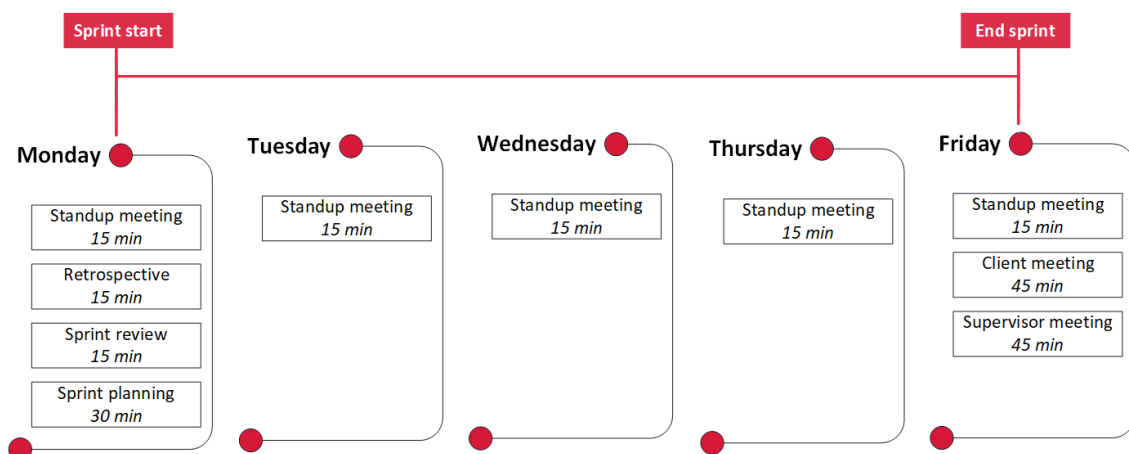 Sprint start
End sprint
Monday
Standup meeting
15 min
Retrospective
15 min
Sprint review
15 min
Sprint planning
30 min
Tuesday
Standup meeting
15 min
Wednesday
Standup meeting
15 min
Thursday
Standup meeting
15 min
Friday
Standup meeting
15 min
Client meeting
45 min
Supervisor meeting
45 min